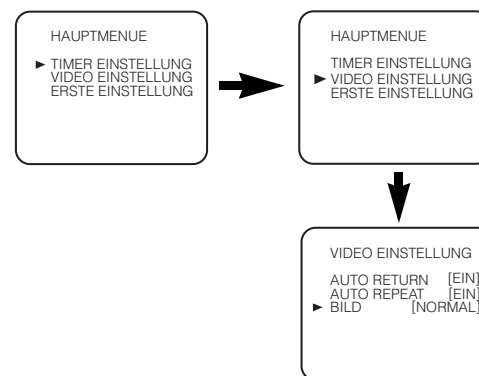 HAUPTMENUE
TIMER EINSTELLUNG
VIDEO EINSTELLUNG
ERSTE EINSTELLUNG
HAUPTMENUE
TIMER EINSTELLUNG
VIDEO EINSTELLUNG
ERSTE EINSTELLUNG
VIDEO EINSTELLUNG
AUTO RETURN [EIN]
AUTO REPEAT [EIN]
BILD [NORMAL]